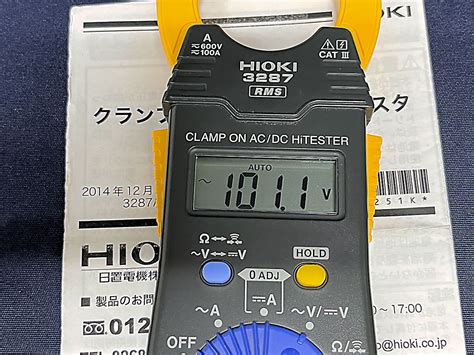 HIOKI
A
≂600V
≂100A
CAT III
HIOKI
3287
RMS
クランプ
スタ
CLAMP ON AC/DC HiTESTER
2014年12月
3287
AUTO
~ 101.1 V
251K*
HIOKI
日置電機株
Ω
~V
V
HOLD
0 ADJ
■ 製品のお問
012
~A
A
~V/
V
~17:00
@hioki.co.jp
OFF
~A
Ω/
TEL